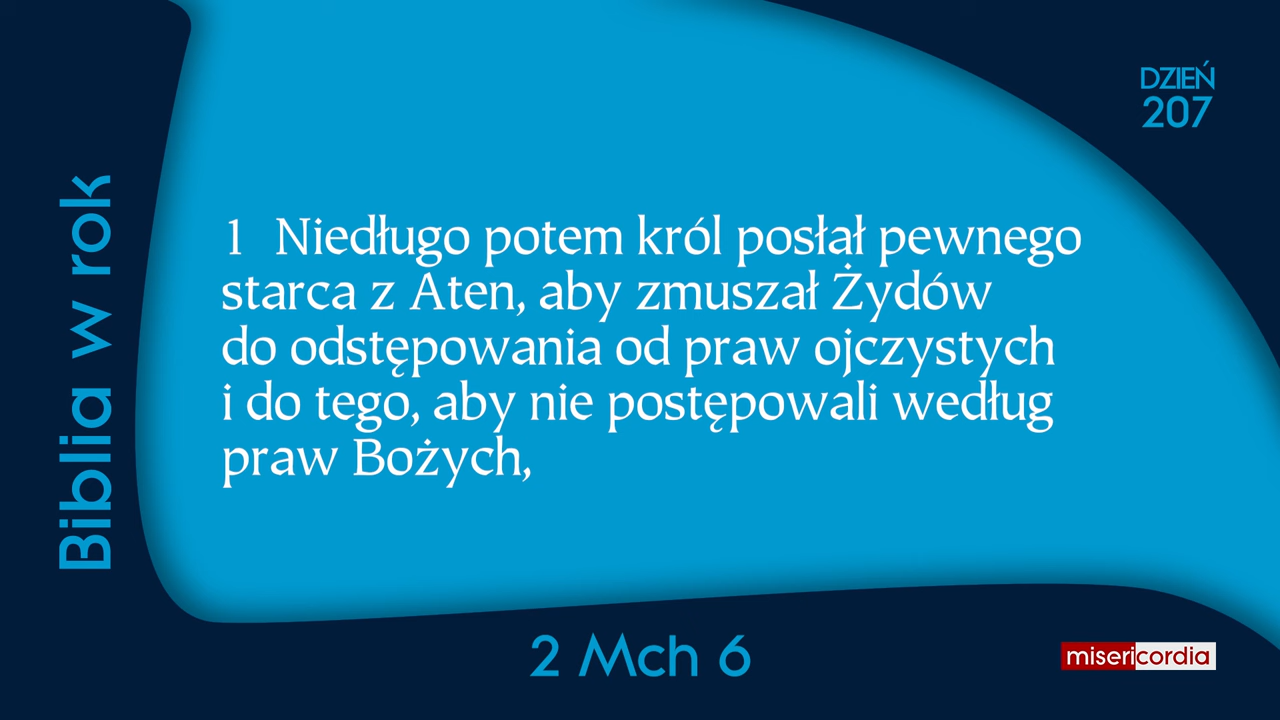 DZIEŃ
207
Biblia w rok
1 Niedługo potem król posłał pewnego
starca z Aten, aby zmuszał Żydów
do odstępowania od praw ojczystych
i do tego, aby nie postępowali według
praw Bożych,
2 Mch 6
misericordia